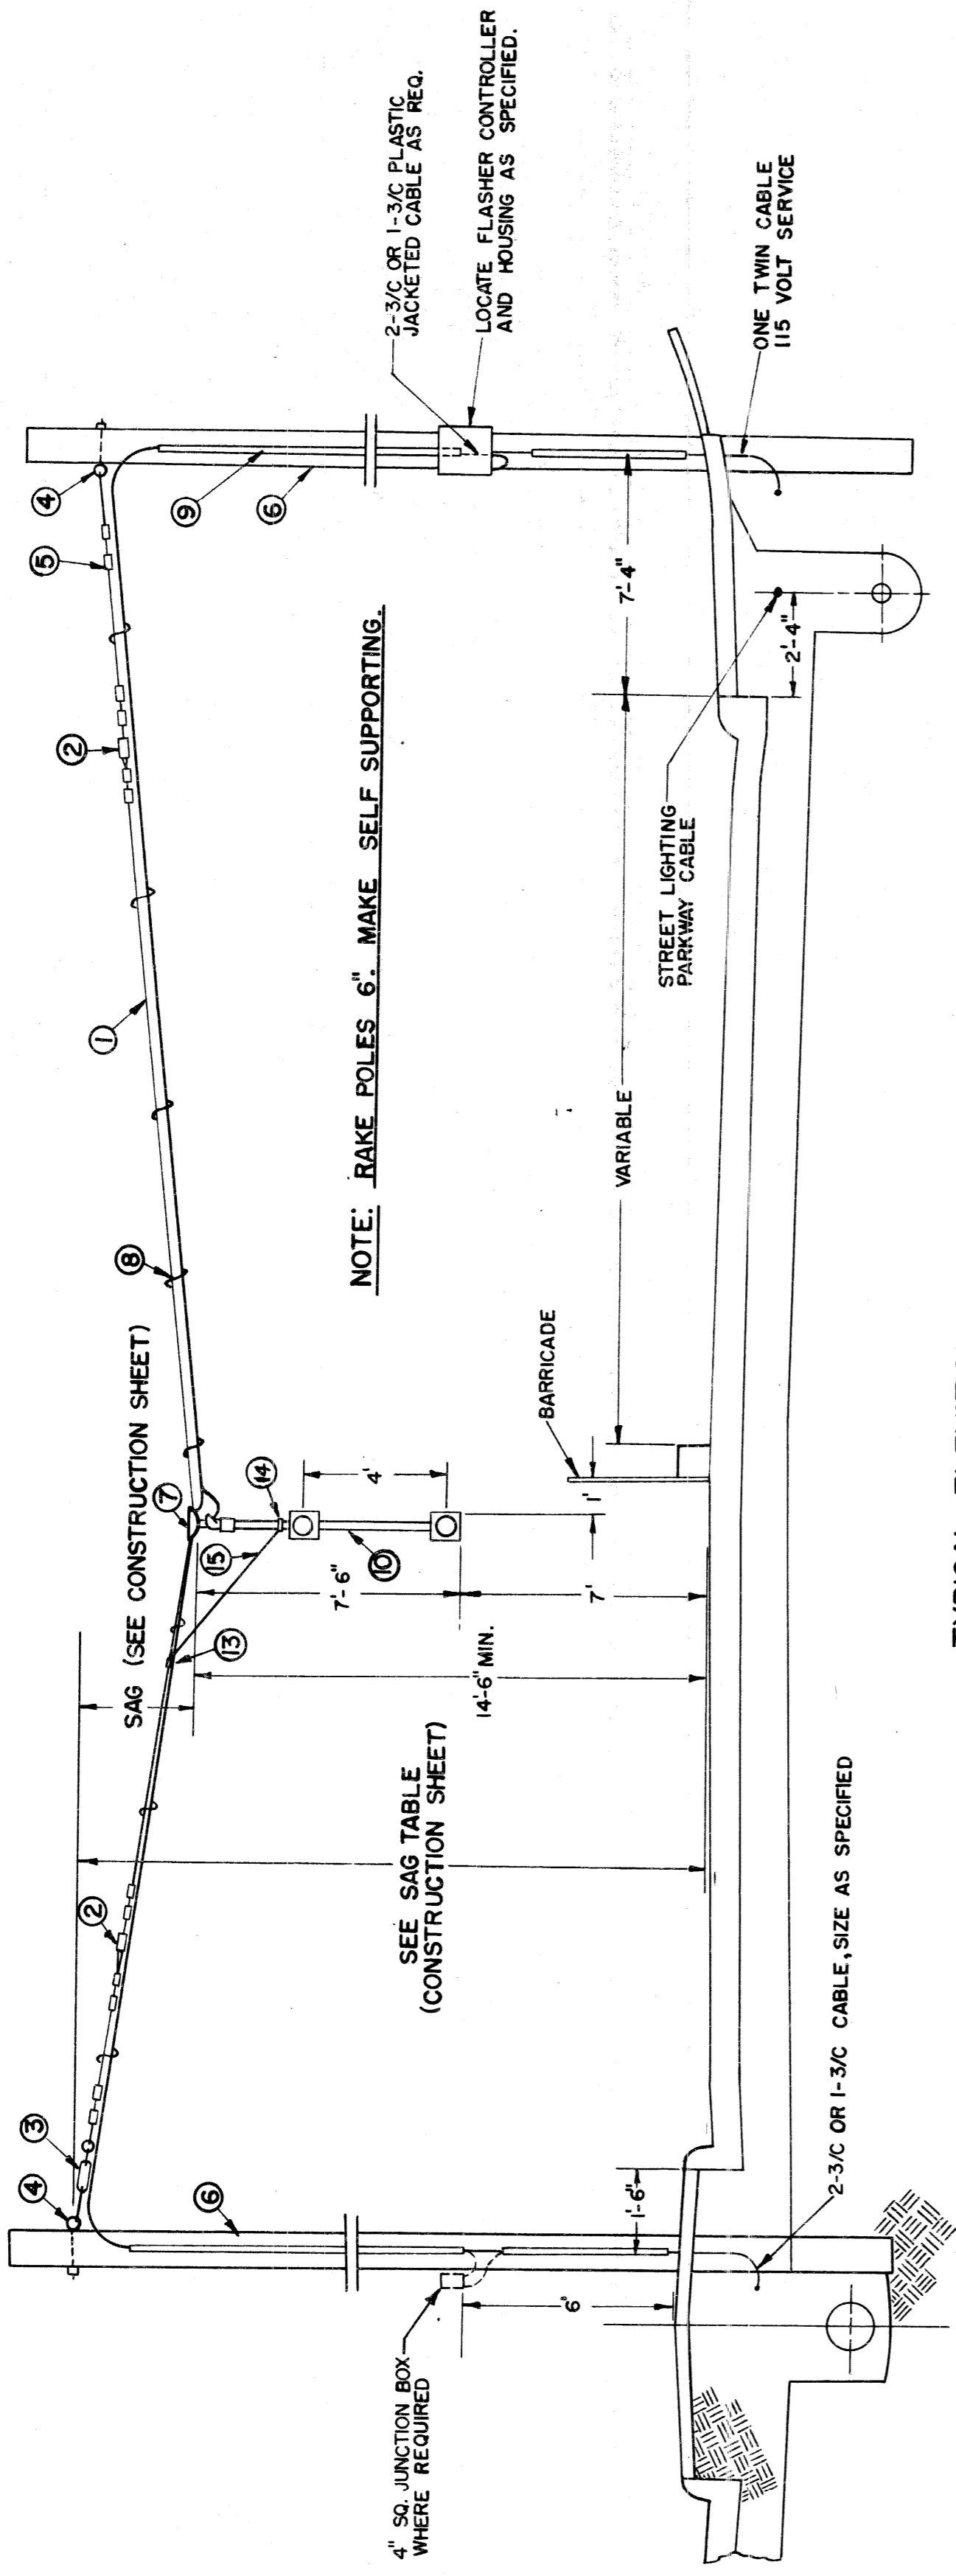 4
3
2
SAG (SEE CONSTRUCTION SHEET)
7
8
1
2
5
4
13
15
14
10
9
6
6
4" SQ. JUNCTION BOX
WHERE REQUIRED
SEE SAG TABLE
(CONSTRUCTION SHEET)
7'-6"
4'
14'-6" MIN.
7'
1'
BARRICADE
NOTE: RAKE POLES 6". MAKE SELF SUPPORTING.
2-3/C OR 1-3/C PLASTIC
JACKETED CABLE AS REQ.
LOCATE FLASHER CONTROLLER
AND HOUSING AS SPECIFIED.
6'
1'-6"
VARIABLE
7'-4"
STREET LIGHTING
PARKWAY CABLE
2'-4"
ONE TWIN CABLE
115 VOLT SERVICE
2-3/C OR 1-3/C CABLE, SIZE AS SPECIFIED